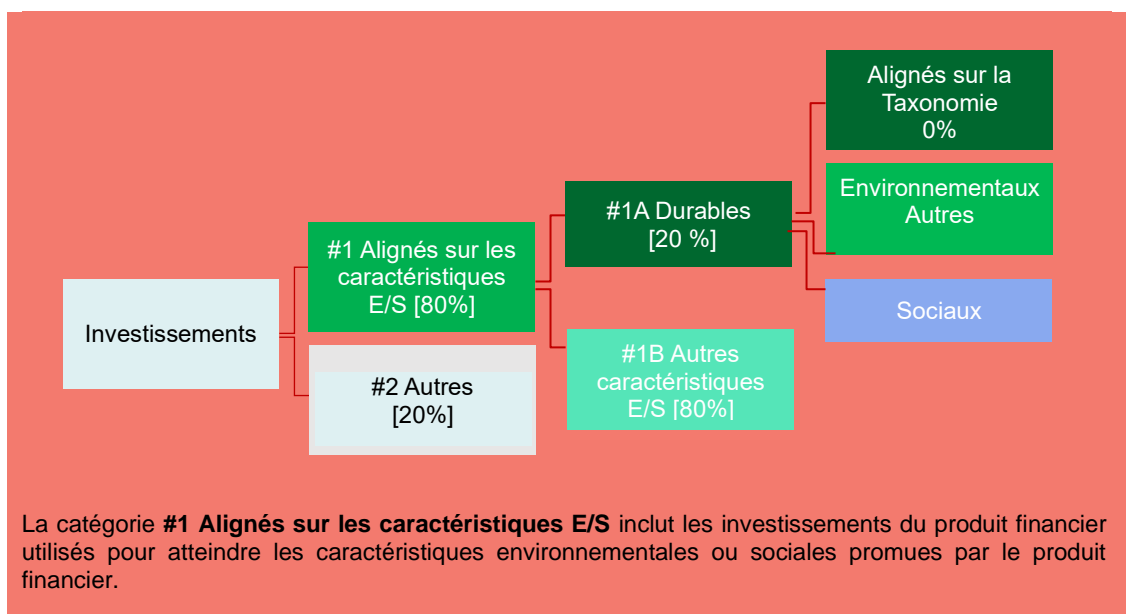 Alignés sur la
Taxonomie
0%
Environnementaux
Autres
#1A Durables
[20 %]
#1 Alignés sur les
caractéristiques
E/S [80%]
Sociaux
Investissements
#1B Autres
caractéristiques
E/S [80%]
#2 Autres
[20%]
La catégorie #1 Alignés sur les caractéristiques E/S inclut les investissements du produit financier
utilisés pour atteindre les caractéristiques environnementales ou sociales promues par le produit
financier.